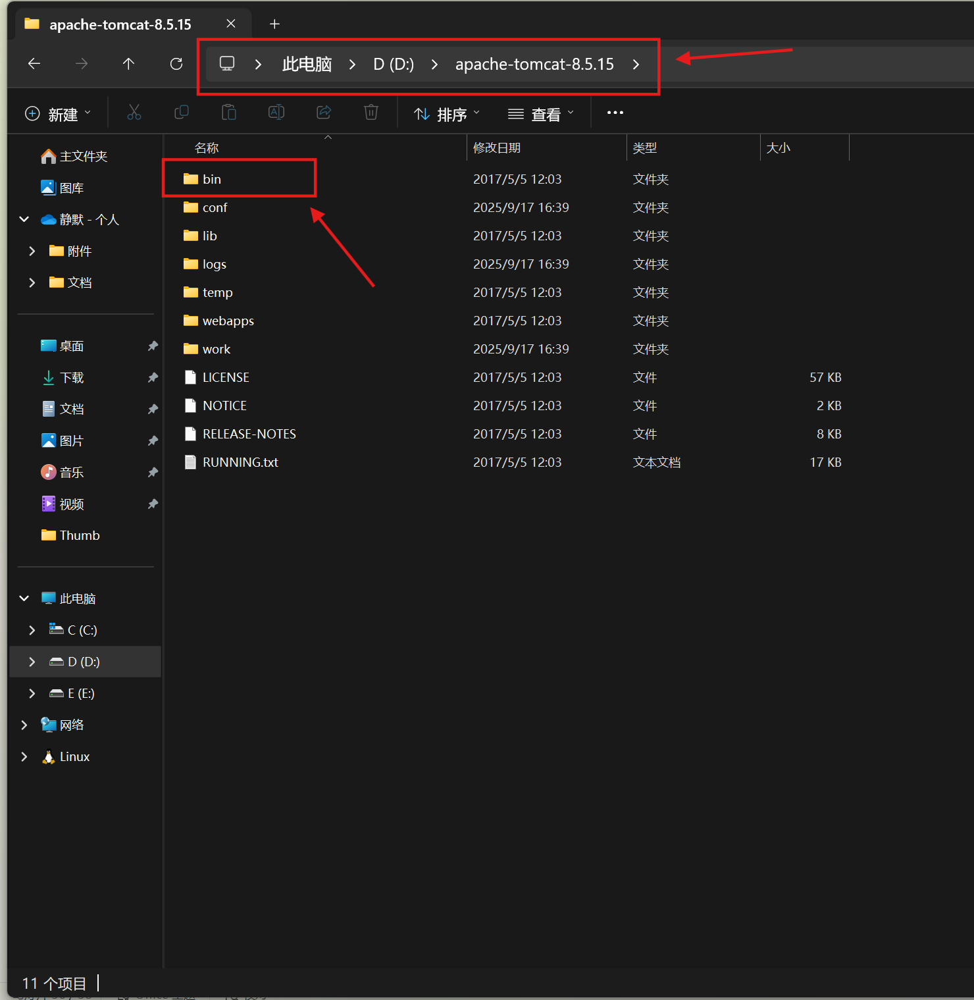 apache-tomcat-8.5.15
此电脑 D (D:) apache-tomcat-8.5.15
新建 排序 查看
名称 修改日期 类型 大小
主文件夹
图库
静默 - 个人
附件
文档
桌面
下载
文档
图片
音乐
视频
Thumb
此电脑
C (C:)
D (D:)
E (E:)
网络
Linux
bin 2017/5/5 12:03 文件夹
conf 2025/9/17 16:39 文件夹
lib 2017/5/5 12:03 文件夹
logs 2025/9/17 16:39 文件夹
temp 2017/5/5 12:03 文件夹
webapps 2017/5/5 12:03 文件夹
work 2025/9/17 16:39 文件夹
LICENSE 2017/5/5 12:03 文件 57 KB
NOTICE 2017/5/5 12:03 文件 2 KB
RELEASE-NOTES 2017/5/5 12:03 文件 8 KB
RUNNING.txt 2017/5/5 12:03 文本文档 17 KB
11 个项目